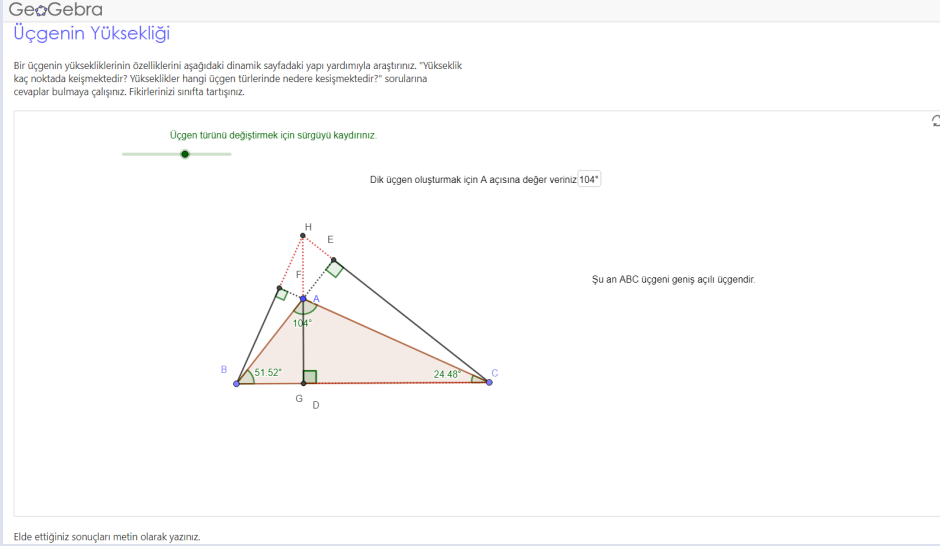 GeoGebra
Üçgenin Yüksekliği
Bir üçgenin yüksekliklerinin özelliklerini aşağıdaki dinamik sayfadaki yapı yardımıyla araştırınız. "Yükseklik
kaç noktada keişmektedir? Yükseklikler hangi üçgen türlerinde nedere kesişmektedir?" sorularına
cevaplar bulmaya çalışınız. Fikirlerinizi sınıfta tartışınız.
Üçgen türünü değiştirmek için sürgüyü kaydırınız.
Dik üçgen oluşturmak için A açısına değer veriniz 104°
H
E
F
Şu an ABC üçgeni geniş açılı üçgendir.
A
104°
B
51.52°
24.48°
C
G
D
Elde ettiğiniz sonuçları metin olarak yazınız.